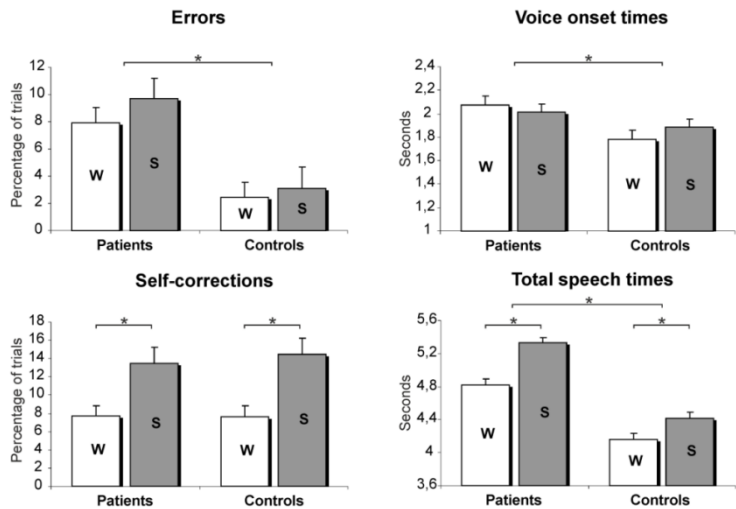 Errors
*
Percentage of trials
12
10
8
6
4
2
0
W
S
W
S
Patients
Controls
Voice onset times
*
Seconds
2,4
2,2
2
1,8
1,6
1,4
1,2
1
W
S
W
S
Patients
Controls
Self-corrections
*
*
Percentage of trials
18
16
14
12
10
8
6
4
2
0
W
S
W
S
Patients
Controls
Total speech times
*
*
*
Seconds
5,6
5,2
4,8
4,4
4
3,6
W
S
W
S
Patients
Controls